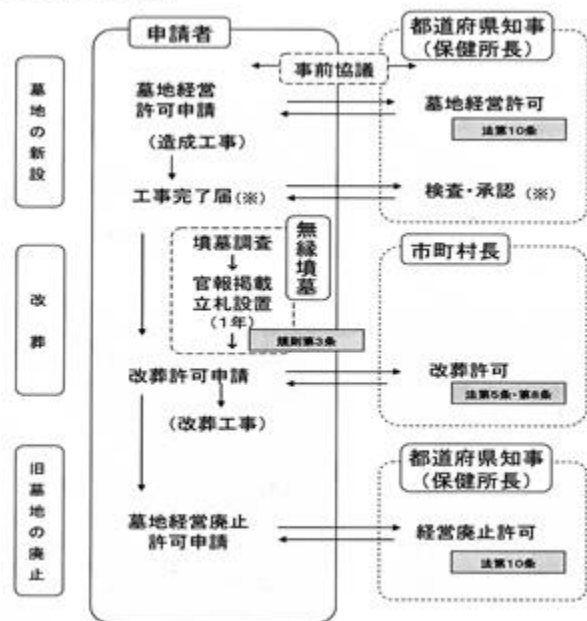 申請者
都道府県知事
(保健所長)
事前協議
墓地の新設
墓地経営
許可申請
墓地経営許可
法第10条
(造成工事)
工事完了届(※)
検査・承認(※)
無縁墳墓
墳墓調査
官報掲載
立札設置
(1年)
規則第3条
市町村長
改葬
改葬許可申請
改葬許可
法第5条・第8条
(改葬工事)
都道府県知事
(保健所長)
旧墓地の廃止
墓地経営廃止
許可申請
経営廃止許可
法第10条